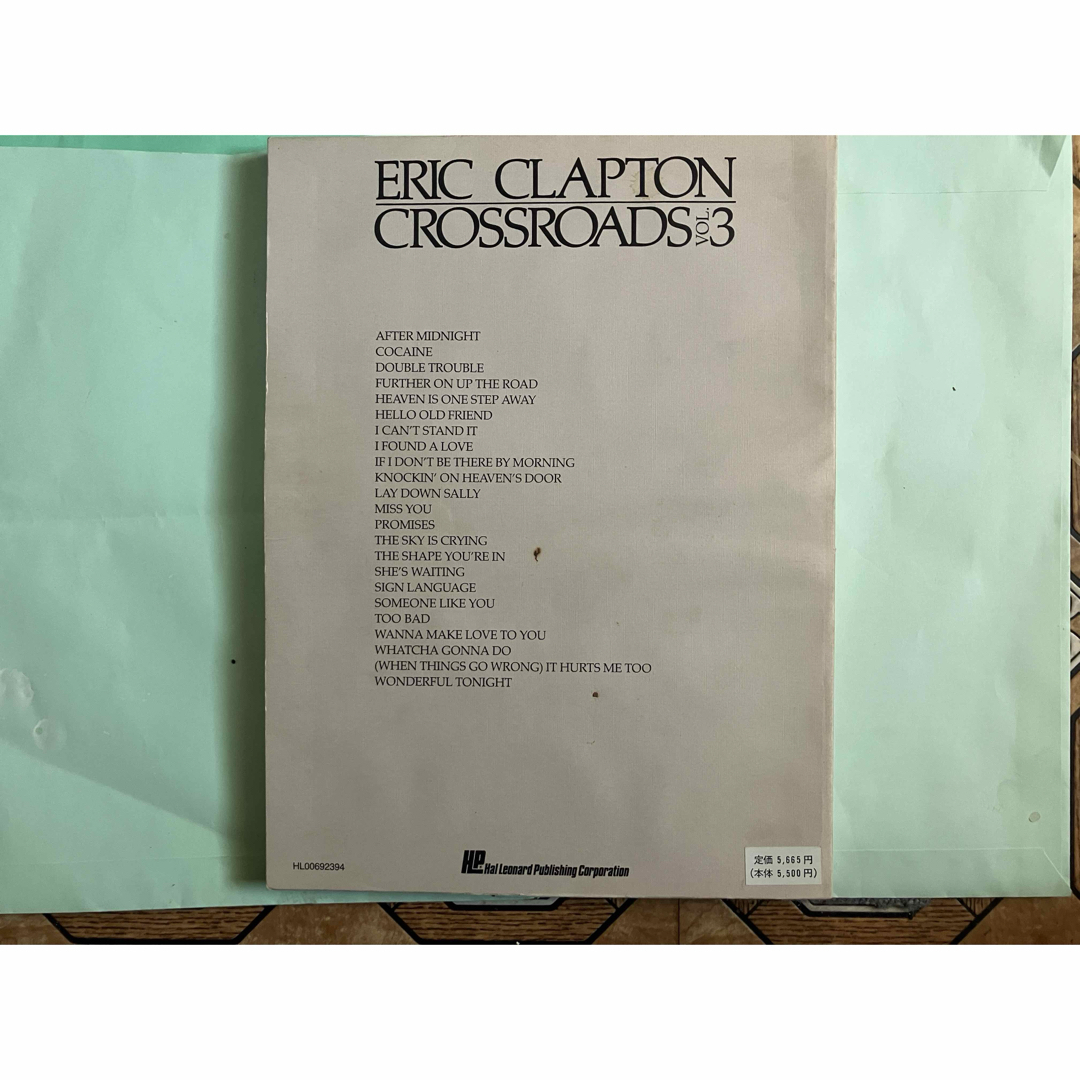 ERIC CLAPTON
CROSSROADS VOL. 3
AFTER MIDNIGHT
COCAINE
DOUBLE TROUBLE
FURTHER ON UP THE ROAD
HEAVEN IS ONE STEP AWAY
HELLO OLD FRIEND
I CAN'T STAND IT
I FOUND A LOVE
IF I DON'T BE THERE BY MORNING
KNOCKIN' ON HEAVEN'S DOOR
LAY DOWN SALLY
MISS YOU
PROMISES
THE SKY IS CRYING
THE SHAPE YOU'RE IN
SHE'S WAITING
SIGN LANGUAGE
SOMEONE LIKE YOU
TOO BAD
WANNA MAKE LOVE TO YOU
WHATCHA GONNA DO
(WHEN THINGS GO WRONG) IT HURTS ME TOO
WONDERFUL TONIGHT
HL00692394
HLP. Hal Leonard Publishing Corporation
定価 5,665円
(本体 5,500円)